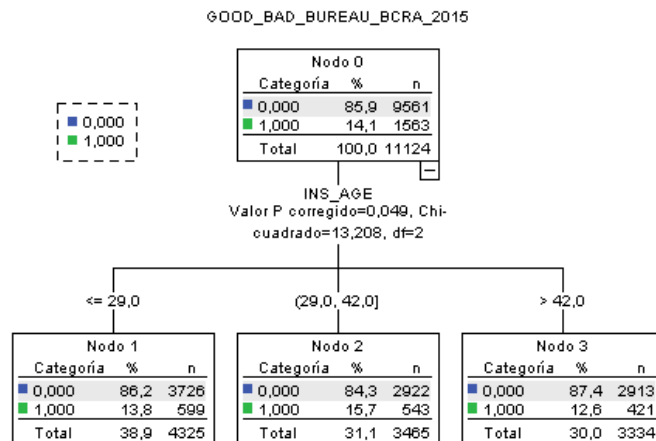 GOOD_BAD_BUREAU_BCRA_2015
Nodo 0
Categoría % n
0,000 85,9 9561
1,000 14,1 1563
Total 100,0 11124
0,000
1,000
INS_AGE
Valor P corregido=0,049, Chi-
cuadrado=13,208, df=2
<= 29,0
(29,0, 42,0]
> 42,0
Nodo 1
Categoría % n
0,000 86,2 3726
1,000 13,8 599
Total 38,9 4325
Nodo 2
Categoría % n
0,000 84,3 2922
1,000 15,7 543
Total 31,1 3465
Nodo 3
Categoría % n
0,000 87,4 2913
1,000 12,6 421
Total 30,0 3334